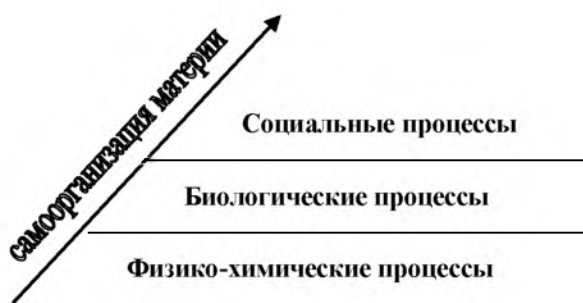 самоорганизация материи
Социальные процессы
Биологические процессы
Физико-химические процессы